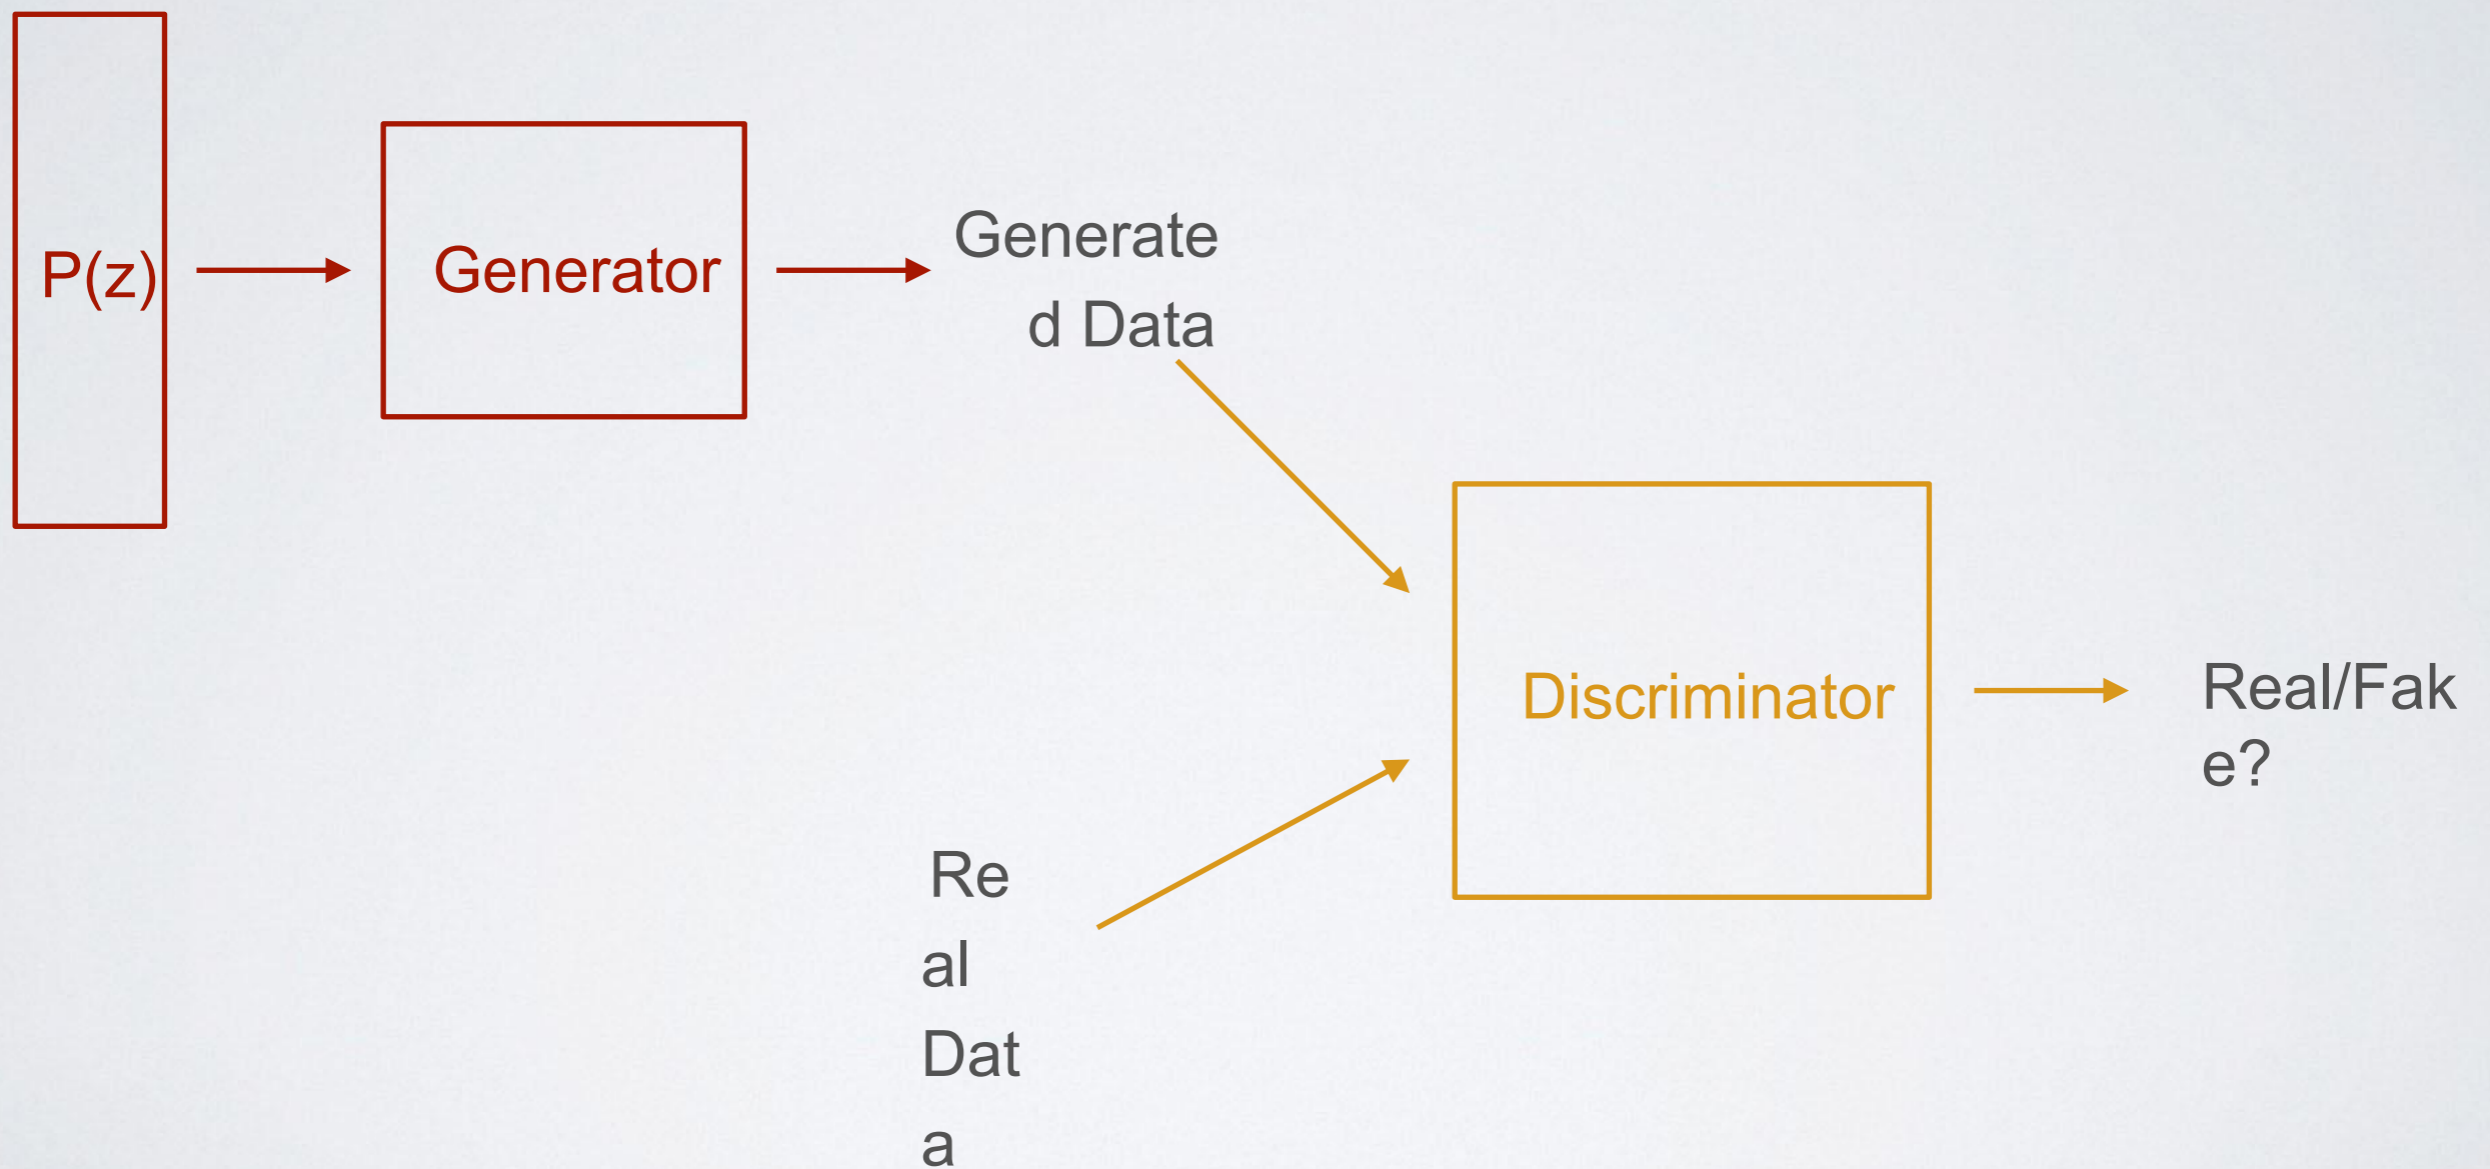 P(z)
Generator
Generate
d Data
Discriminator
Real/Fak
e?
Re
al
Dat
a